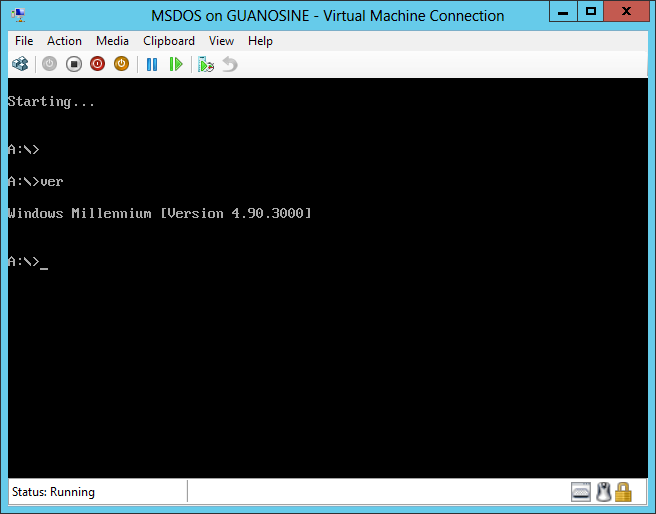 MSDOS on GUANOSINE - Virtual Machine Connection
File Action Media Clipboard View Help
Starting...
A:\>
A:\>ver
Windows Millennium [Version 4.90.3000]
A:\>_
Status: Running